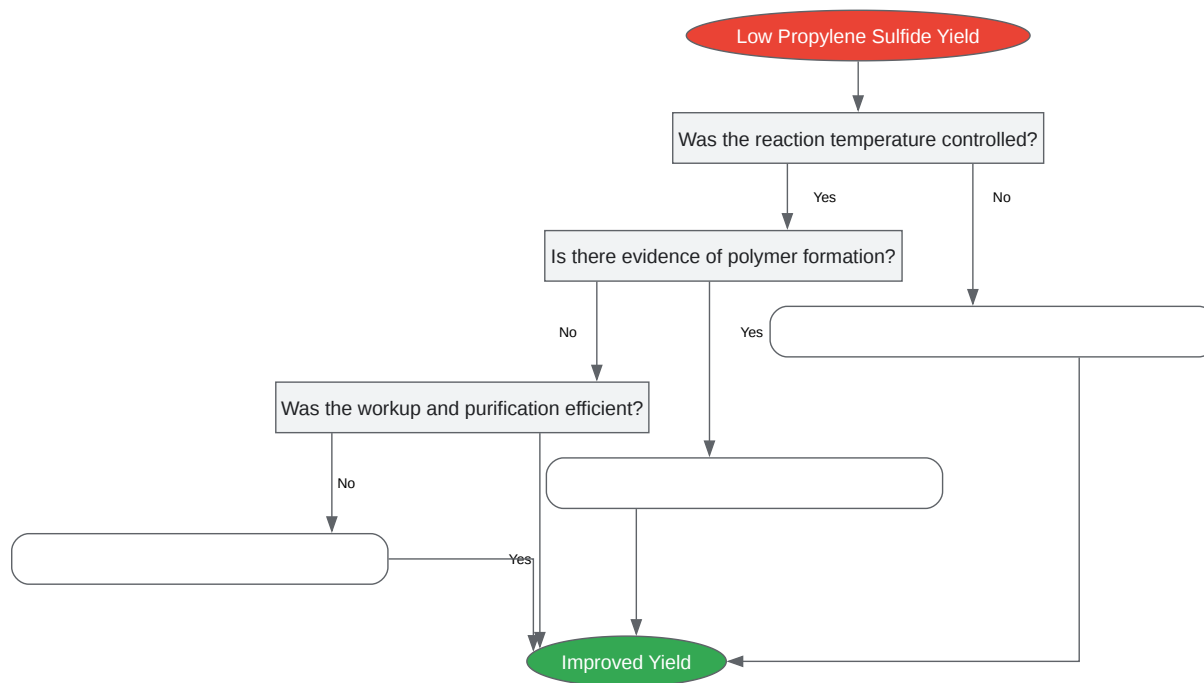 Low Propylene Sulfide Yield
Was the reaction temperature controlled?
Yes
No
Is there evidence of polymer formation?
No
Yes
Was the workup and purification efficient?
No
Yes
Improved Yield